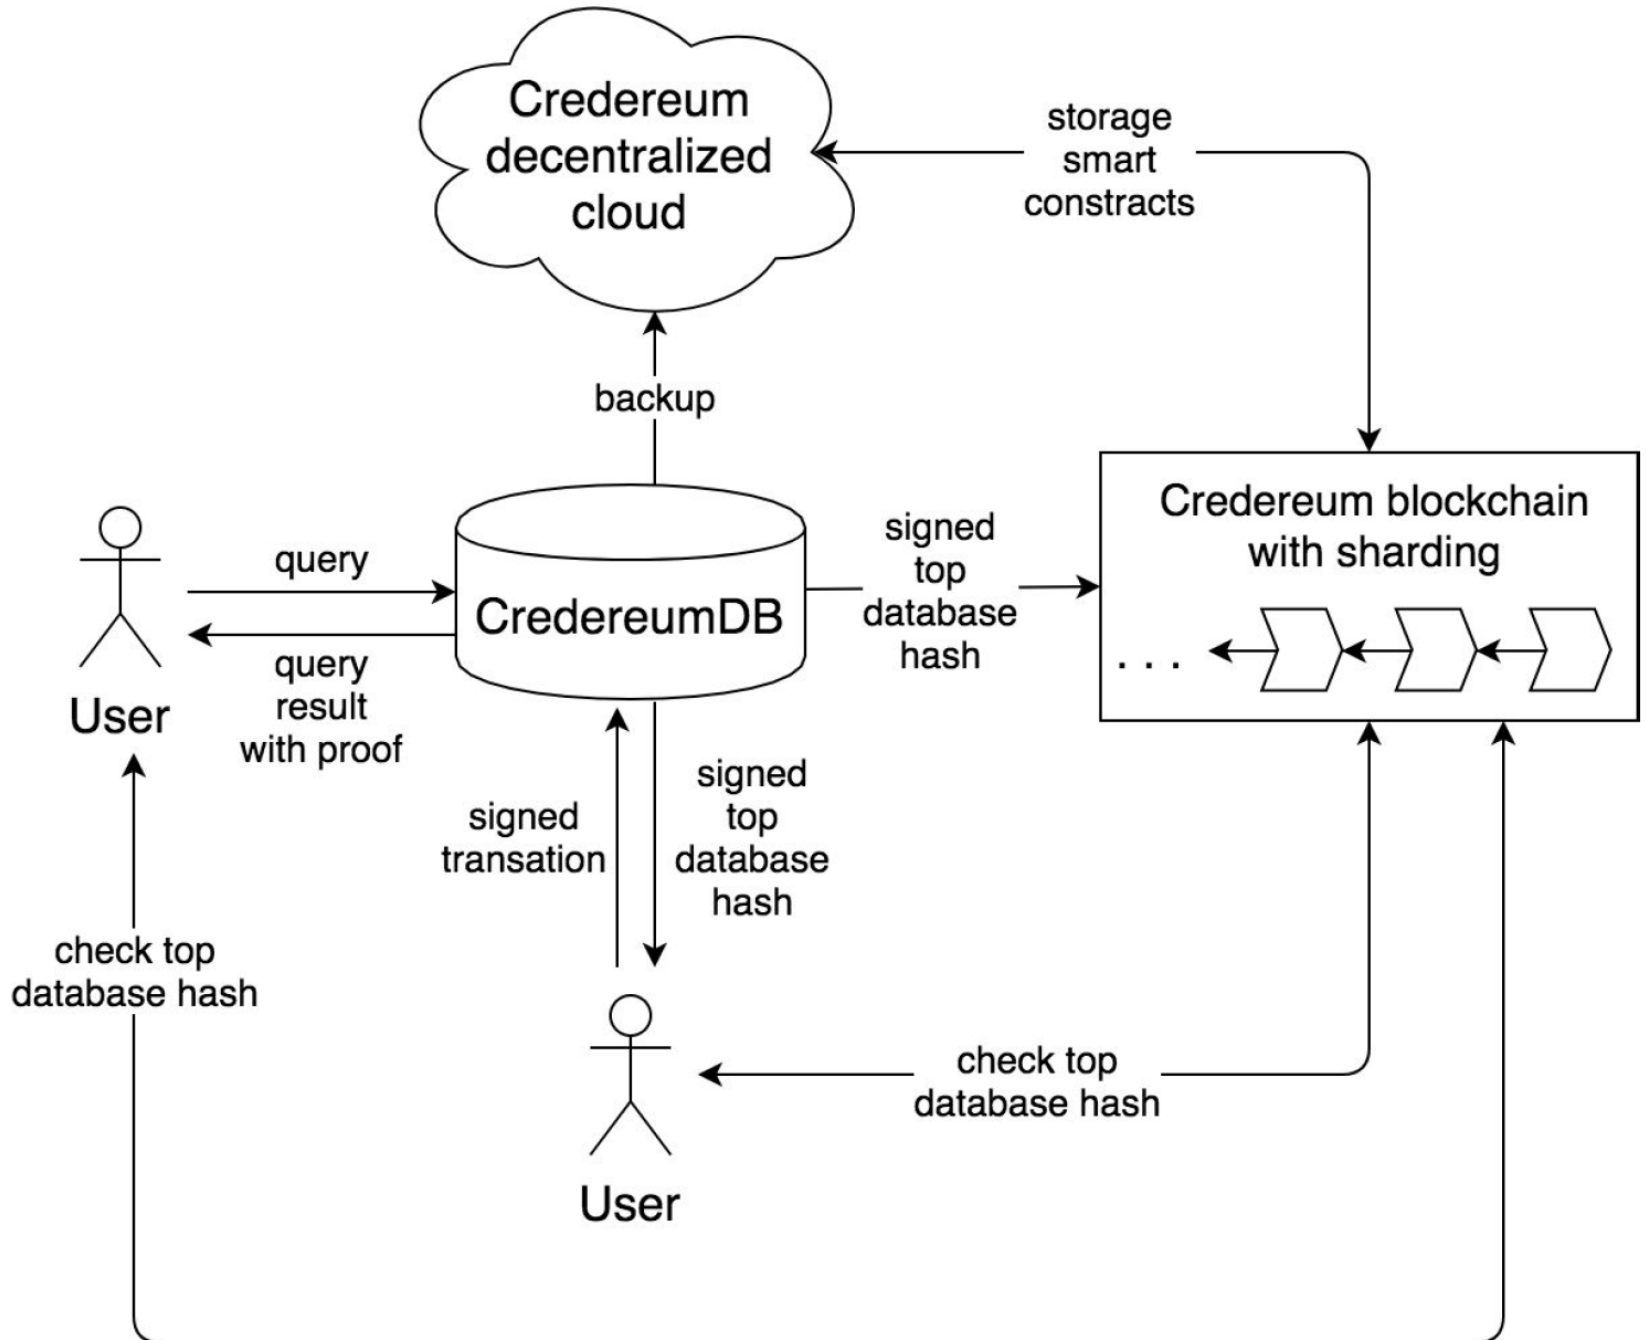 Credereum
decentralized
cloud
storage
smart
constracts
backup
Credereum blockchain
with sharding
. . .
signed
top
database
hash
query
CredereumDB
query
result
with proof
User
signed
transation
signed
top
database
hash
check top
database hash
check top
database hash
User